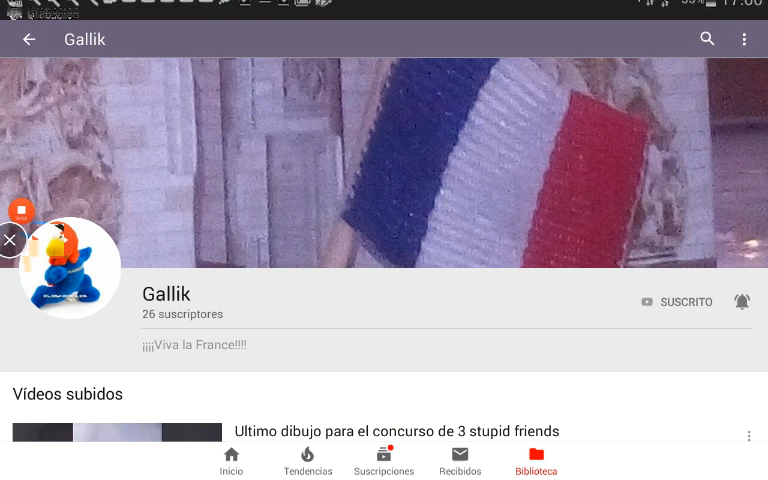 Gallik
Gallik
26 suscriptores
SUSCRITO
¡¡¡¡Viva la France!!!!
Vídeos subidos
Ultimo dibujo para el concurso de 3 stupid friends
Inicio
Tendencias
Suscripciones
Recibidos
Biblioteca